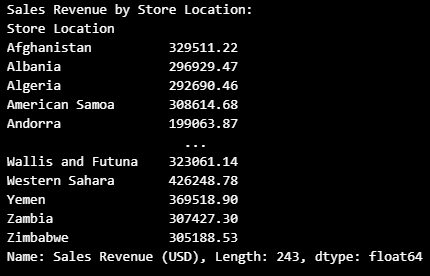 Sales Revenue by Store Location:
Store Location
Afghanistan 329511.22
Albania 296929.47
Algeria 292690.46
American Samoa 308614.68
Andorra 199063.87
...
Wallis and Futuna 323061.14
Western Sahara 426248.78
Yemen 369518.90
Zambia 307427.30
Zimbabwe 305188.53
Name: Sales Revenue (USD), Length: 243, dtype: float64